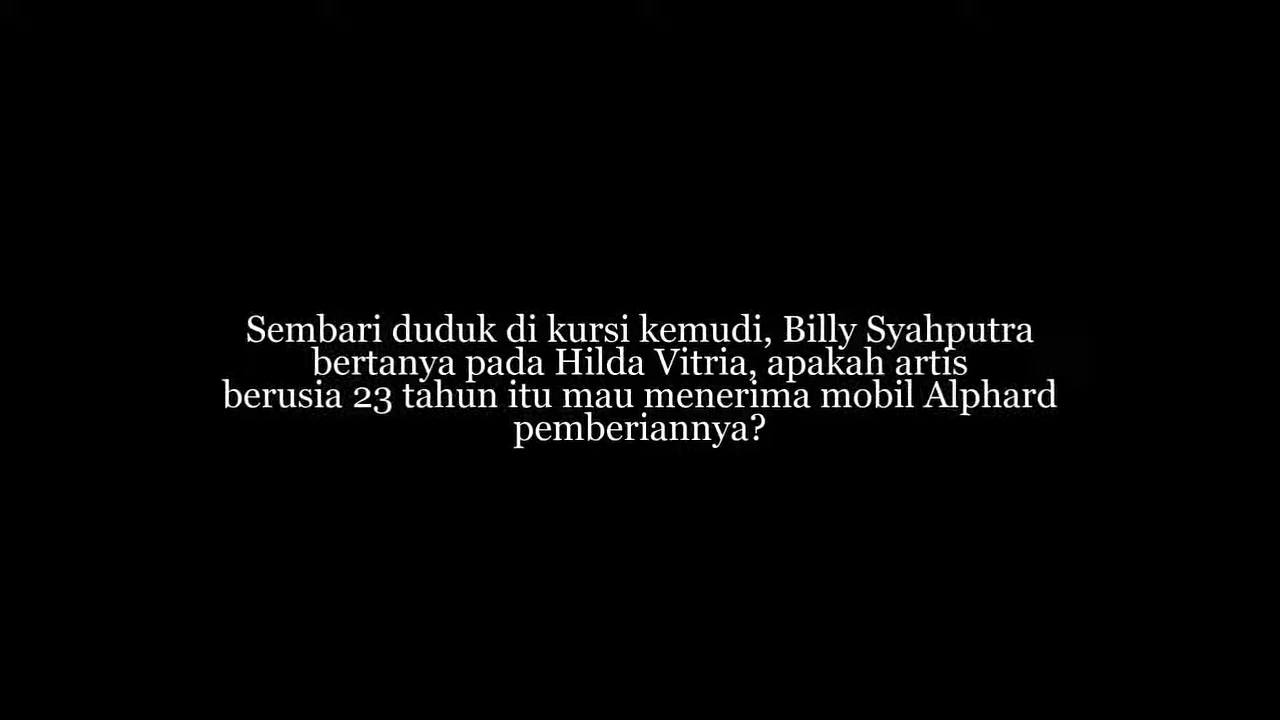 Sembari duduk di kursi kemudi, Billy Syahputra
bertanya pada Hilda Vitria, apakah artis
berusia 23 tahun itu mau menerima mobil Alphard
pemberiannya?